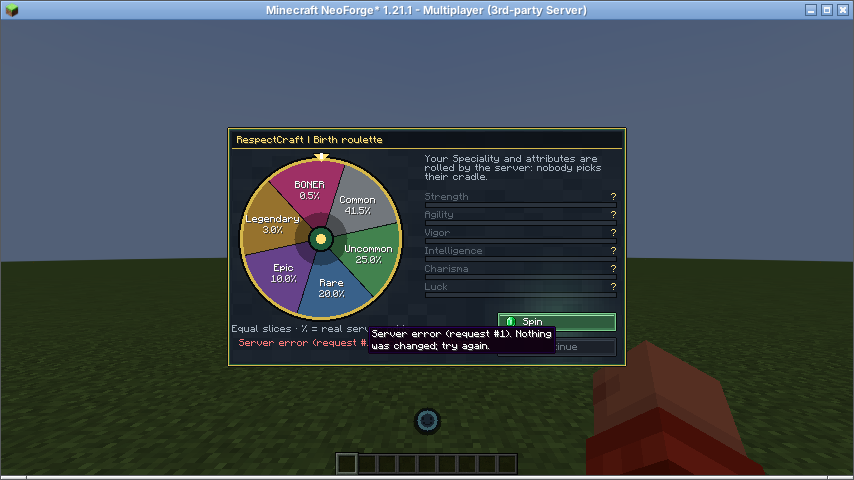 Minecraft NeoForge* 1.21.1 - Multiplayer (3rd-party Server)
RespectCraft | Birth roulette
Your Speciality and attributes are
rolled by the server: nobody picks
their cradle.
BONER
0.5%
Common
41.5%
Legendary
3.0%
Uncommon
25.0%
Epic
10.0%
Rare
20.0%
Strength ?
Agility ?
Vigor ?
Intelligence ?
Charisma ?
Luck ?
Spin
Equal slices · % = real serv
Server error (request #1). Nothing
was changed; try again.
Server error (request #
inue